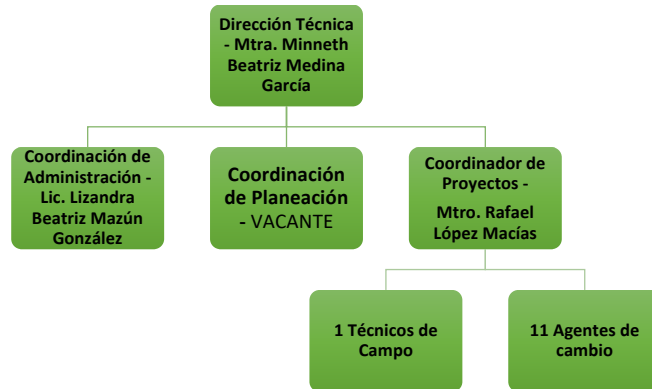 Dirección Técnica
- Mtra. Minneth
Beatriz Medina
García
Coordinación de
Administración -
Lic. Lizandra
Beatriz Mazún
González
Coordinación
de Planeación
- VACANTE
Coordinador de
Proyectos -
Mtro. Rafael
López Macías
1 Técnicos de
Campo
11 Agentes de
cambio